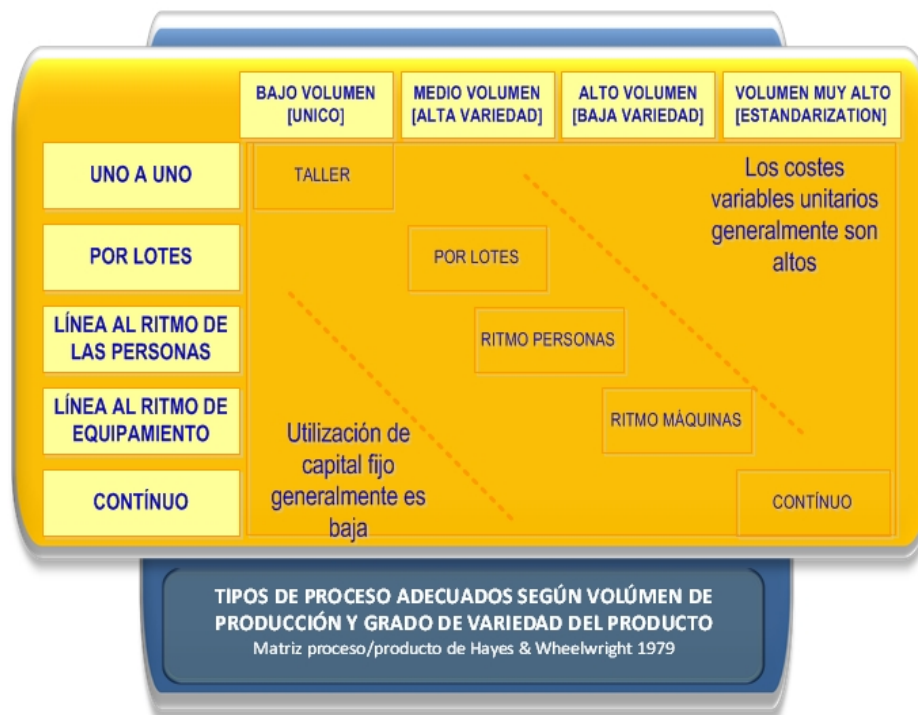 BAJO VOLUMEN
[UNICO]
MEDIO VOLUMEN
[ALTA VARIEDAD]
ALTO VOLUMEN
[BAJA VARIEDAD]
VOLUMEN MUY ALTO
[ESTANDARIZATION]
UNO A UNO
TALLER
Los costes
variables unitarios
generalmente son
altos
POR LOTES
POR LOTES
LÍNEA AL RITMO DE
LAS PERSONAS
RITMO PERSONAS
LÍNEA AL RITMO DE
EQUIPAMIENTO
RITMO MÁQUINAS
Utilización de
capital fijo
generalmente es
baja
CONTÍNUO
CONTÍNUO
TIPOS DE PROCESO ADECUADOS SEGÚN VOLÚMEN DE
PRODUCCIÓN Y GRADO DE VARIEDAD DEL PRODUCTO
Matriz proceso/producto de Hayes & Wheelwright 1979